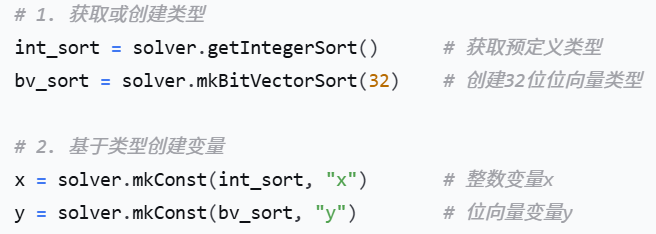 # 1. 获取或创建类型
int_sort = solver.getIntegerSort()      # 获取预定义类型
bv_sort = solver.mkBitVectorSort(32)    # 创建32位位向量类型
# 2. 基于类型创建变量
x = solver.mkConst(int_sort, "x")       # 整数变量x
y = solver.mkConst(bv_sort, "y")        # 位向量变量y